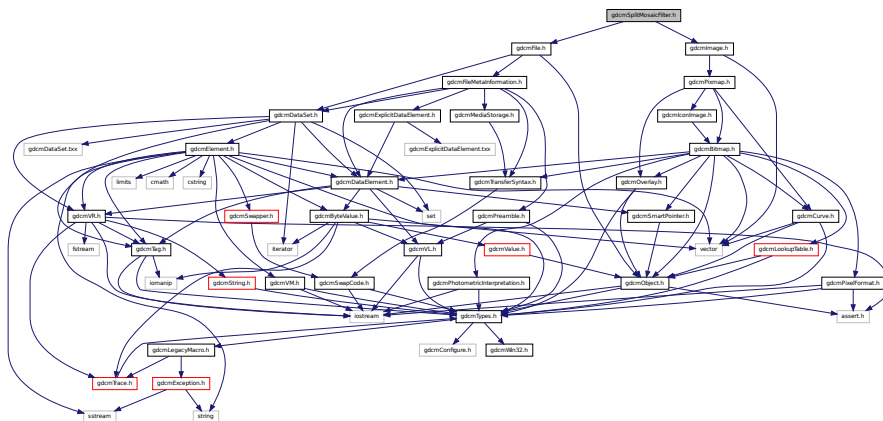 gdcmSplitMosaicFilter.h
gdcmFile.h
gdcmImage.h
gdcmFileMetaInformation.h
gdcmPixmap.h
gdcmDataSet.h
gdcmExplicitDataElement.h
gdcmMediaStorage.h
gdcmIconImage.h
gdcmDataSet.txx
gdcmElement.h
gdcmExplicitDataElement.txx
gdcmBitmap.h
limits
cmath
cstring
gdcmDataElement.h
gdcmTransferSyntax.h
gdcmOverlay.h
gdcmVR.h
gdcmSwapper.h
gdcmByteValue.h
set
gdcmPreamble.h
gdcmSmartPointer.h
gdcmCurve.h
fstream
gdcmTag.h
iterator
gdcmVL.h
gdcmValue.h
vector
gdcmLookupTable.h
iomanip
gdcmString.h
gdcmVM.h
gdcmSwapCode.h
gdcmPhotometricInterpretation.h
gdcmObject.h
gdcmPixelFormat.h
iostream
gdcmTypes.h
assert.h
gdcmLegacyMacro.h
gdcmConfigure.h
gdcmWin32.h
gdcmTrace.h
gdcmException.h
sstream
string